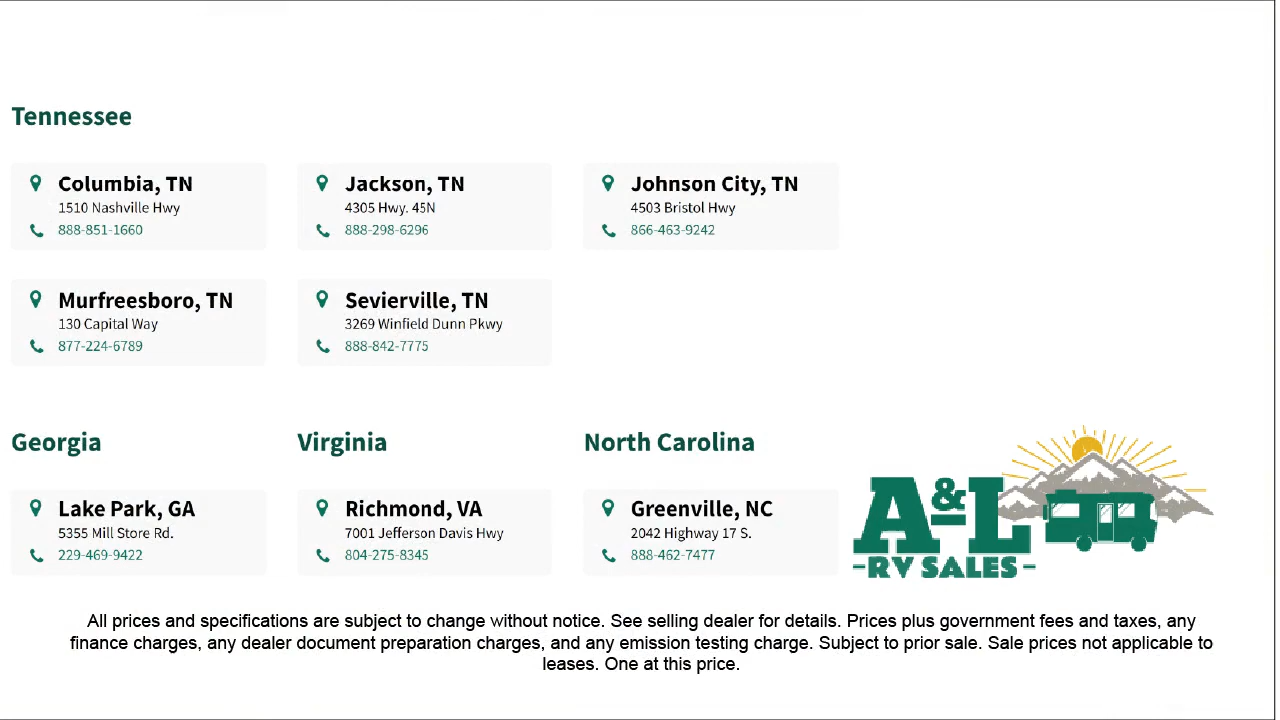 Tennessee
Columbia, TN
1510 Nashville Hwy
888-851-1660
Jackson, TN
4305 Hwy. 45N
888-298-6296
Johnson City, TN
4503 Bristol Hwy
866-463-9242
Murfreesboro, TN
130 Capital Way
877-224-6789
Sevierville, TN
3269 Winfield Dunn Pkwy
888-842-7775
Georgia
Lake Park, GA
5355 Mill Store Rd.
229-469-9422
Virginia
Richmond, VA
7001 Jefferson Davis Hwy
804-275-8345
North Carolina
Greenville, NC
2042 Highway 17 S.
888-462-7477
A&L
-RV SALES-
All prices and specifications are subject to change without notice. See selling dealer for details. Prices plus government fees and taxes, any
finance charges, any dealer document preparation charges, and any emission testing charge. Subject to prior sale. Sale prices not applicable to
leases. One at this price.